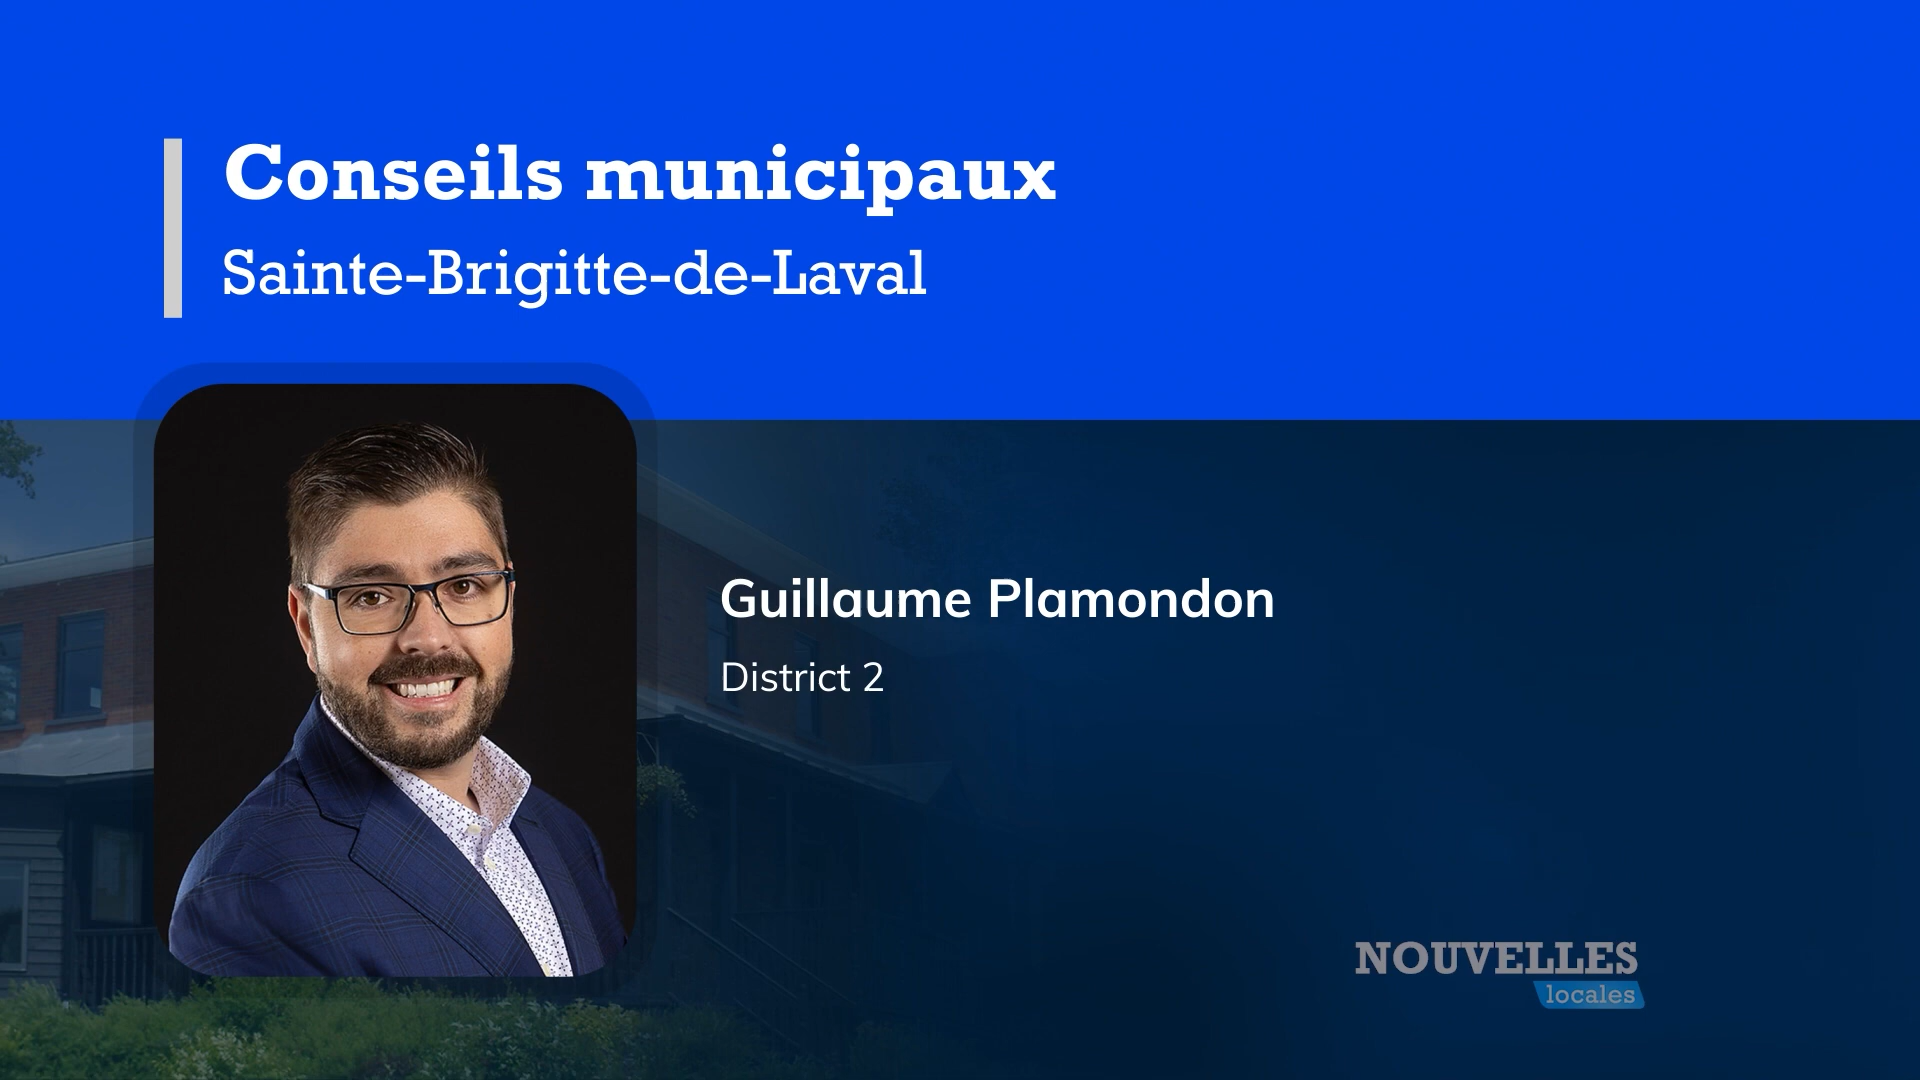 Conseils municipaux
Sainte-Brigitte-de-Laval
Guillaume Plamondon
District 2
NOUVELLES
locales